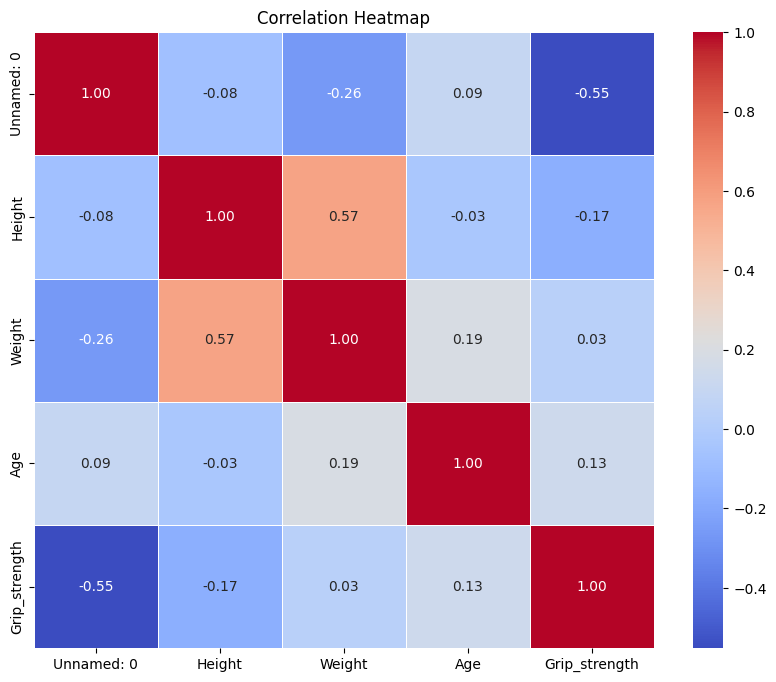 Correlation Heatmap
Unnamed: 0
1.00 -0.08 -0.26 0.09 -0.55
Height
-0.08 1.00 0.57 -0.03 -0.17
Weight
-0.26 0.57 1.00 0.19 0.03
Age
0.09 -0.03 0.19 1.00 0.13
Grip_strength
-0.55 -0.17 0.03 0.13 1.00
Unnamed: 0 Height Weight Age Grip_strength
1.0
0.8
0.6
0.4
0.2
0.0
−0.2
−0.4